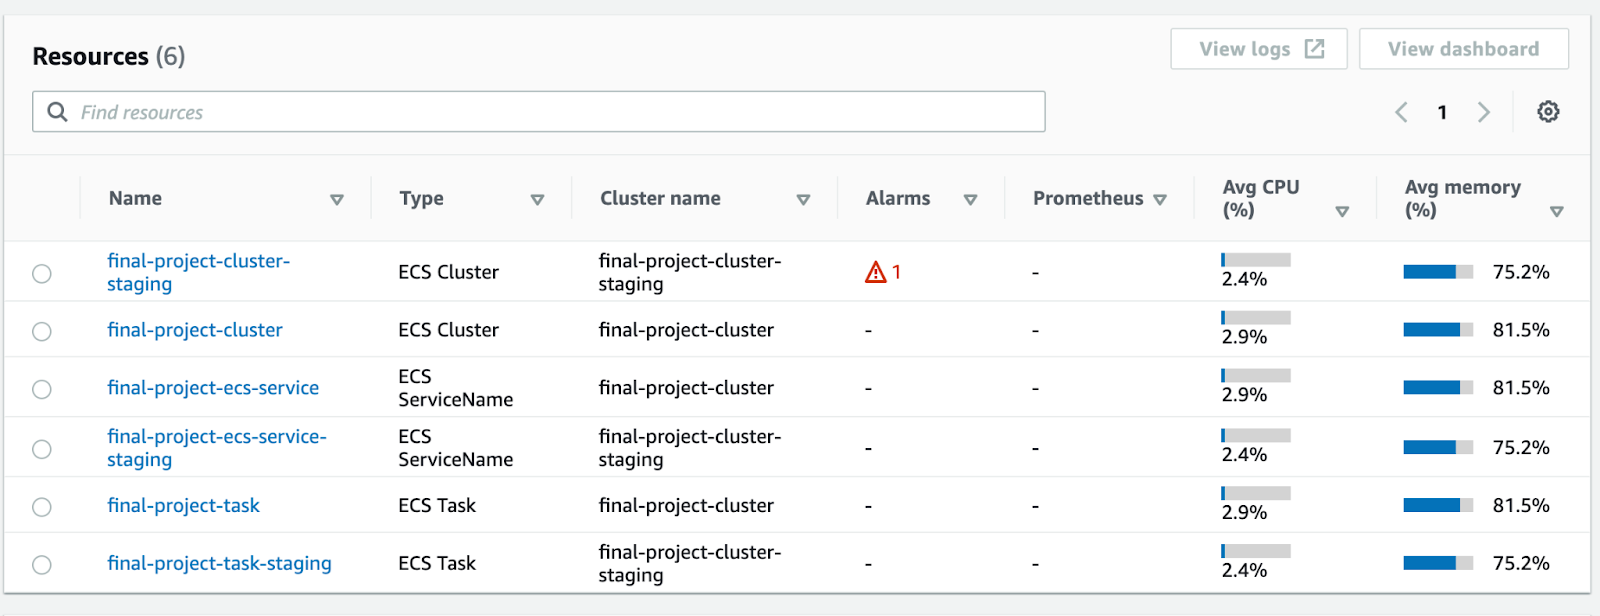 Resources (6)
View logs
View dashboard
Find resources
1
Name
Type
Cluster name
Alarms
Prometheus
Avg CPU
(%)
Avg memory
(%)
final-project-cluster-
staging
ECS Cluster
final-project-cluster-
staging
1
-
2.4%
75.2%
final-project-cluster
ECS Cluster
final-project-cluster
-
-
2.9%
81.5%
final-project-ecs-service
ECS
ServiceName
final-project-cluster
-
-
2.9%
81.5%
final-project-ecs-service-
staging
ECS
ServiceName
final-project-cluster-
staging
-
-
2.4%
75.2%
final-project-task
ECS Task
final-project-cluster
-
-
2.9%
81.5%
final-project-task-staging
ECS Task
final-project-cluster-
staging
-
-
2.4%
75.2%